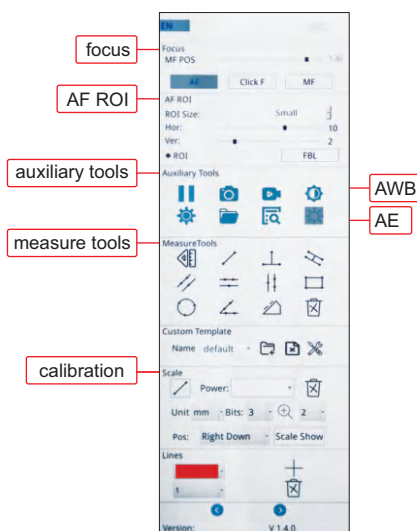 EN
focus
Focus
MF POS 136
AF Click F MF
AF ROI
AF ROI
ROI Size: Small
Hor: 10
Ver: 2
ROI FBL
auxiliary tools
Auxiliary Tools
AWB
AE
measure tools
MeasureTools
Custom Template
Name default
calibration
Scale
Power:
Unit mm Bits: 3 2
Pos: Right Down Scale Show
Lines
1
Version: V 1.4.0